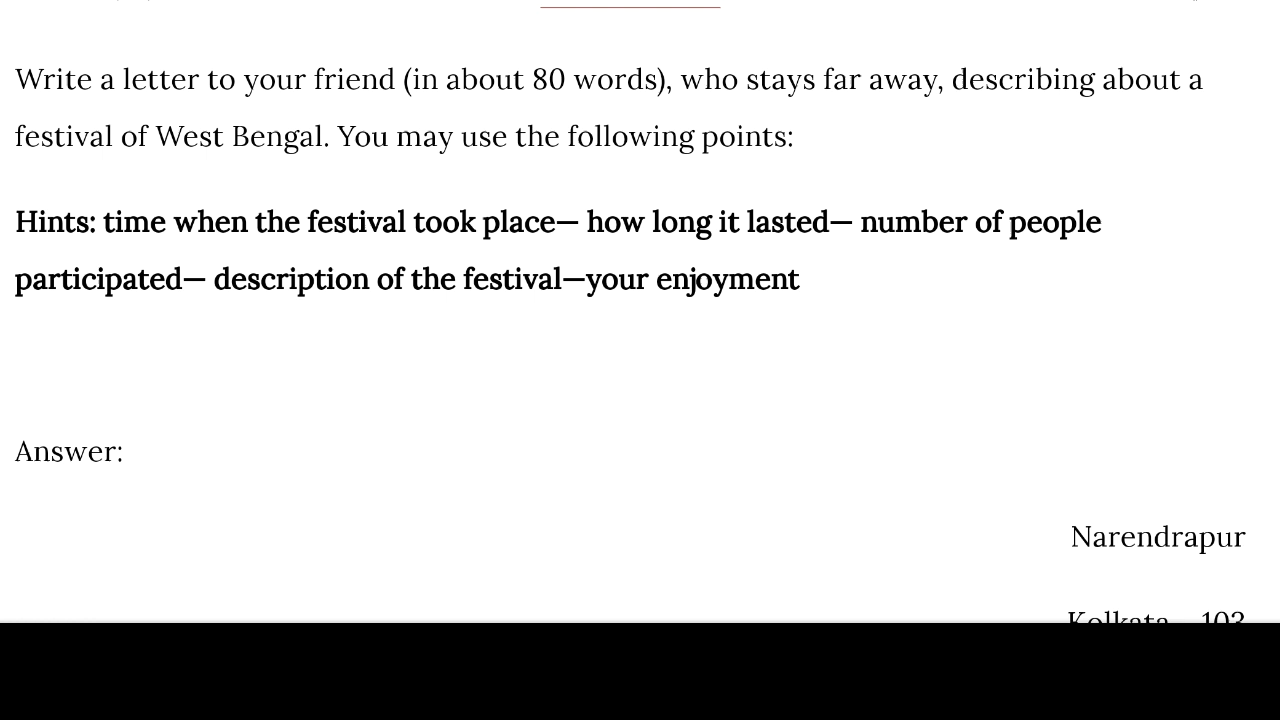 Write a letter to your friend (in about 80 words), who stays far away, describing about a
festival of West Bengal. You may use the following points:
Hints: time when the festival took place— how long it lasted— number of people
participated— description of the festival—your enjoyment
Answer:
Narendrapur
Kolkata – 103